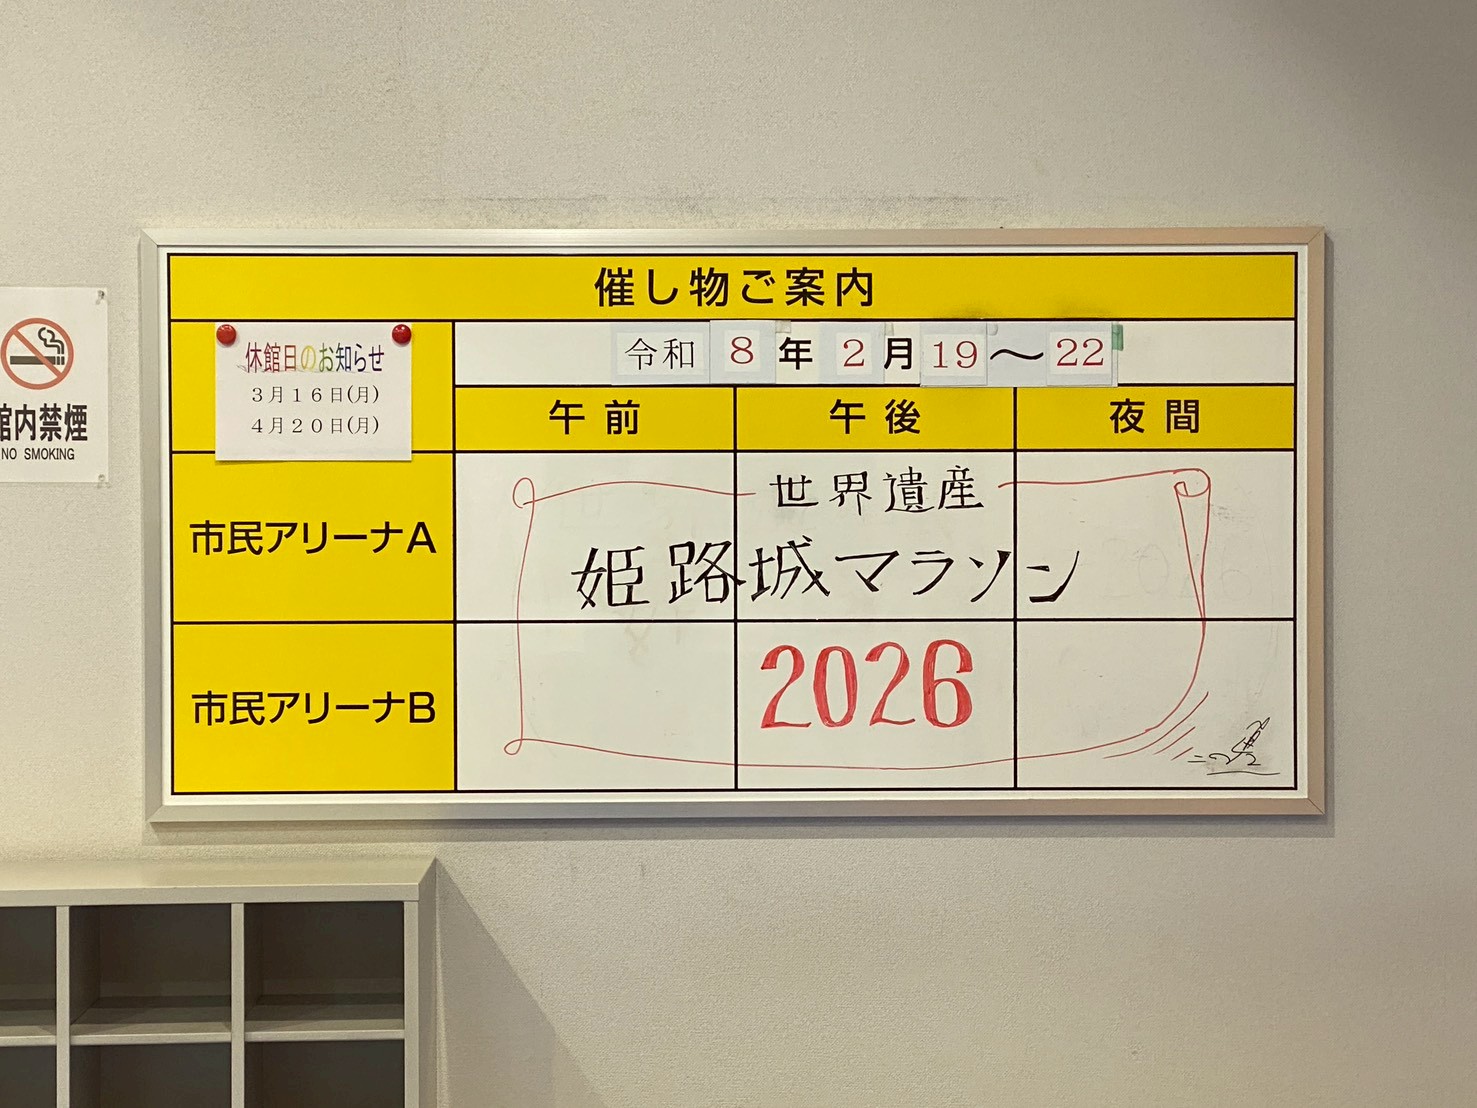 催し物ご案内
休館日のお知らせ
3月16日(月)
4月20日(月)
令和 8 年 2 月 19 ～ 22
午前 午後 夜間
市民アリーナA
世界遺産
姫路城マラソン
市民アリーナB
2026
館内禁煙
NO SMOKING